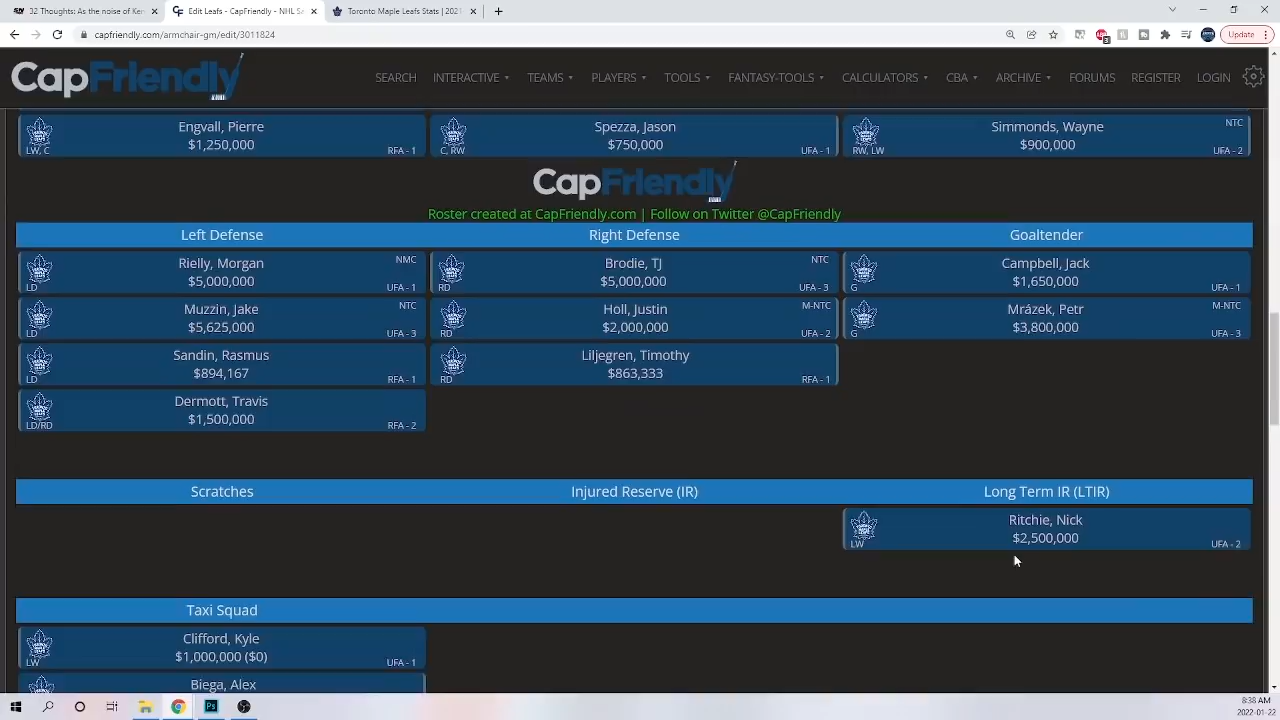 32 Thoughts: As the noise of Ker
Edit Leafs - CapFriendly - NHL Sa
Toronto Maple Leafs Stats | 2021
capfriendly.com/armchair-gm/edit/3011824
Update
CapFriendly
SEARCH INTERACTIVE TEAMS PLAYERS TOOLS FANTASY-TOOLS CALCULATORS CBA ARCHIVE FORUMS REGISTER LOGIN
Engvall, Pierre
$1,250,000
LW, C RFA - 1
Spezza, Jason
$750,000
C, RW UFA - 1
NTC
Simmonds, Wayne
$900,000
RW, LW UFA - 2
CapFriendly
Roster created at CapFriendly.com | Follow on Twitter @CapFriendly
Left Defense Right Defense Goaltender
NMC
Rielly, Morgan
$5,000,000
LD UFA - 1
NTC
Brodie, TJ
$5,000,000
RD UFA - 3
Campbell, Jack
$1,650,000
G UFA - 1
NTC
Muzzin, Jake
$5,625,000
LD UFA - 3
M-NTC
Holl, Justin
$2,000,000
RD UFA - 2
M-NTC
Mrázek, Petr
$3,800,000
G UFA - 3
Sandin, Rasmus
$894,167
LD RFA - 1
Liljegren, Timothy
$863,333
RD RFA - 1
Dermott, Travis
$1,500,000
LD/RD RFA - 2
Scratches Injured Reserve (IR) Long Term IR (LTIR)
Ritchie, Nick
$2,500,000
LW UFA - 2
Taxi Squad
Clifford, Kyle
$1,000,000 ($0)
LW UFA - 1
Biega, Alex
8:38 AM
2022-01-22